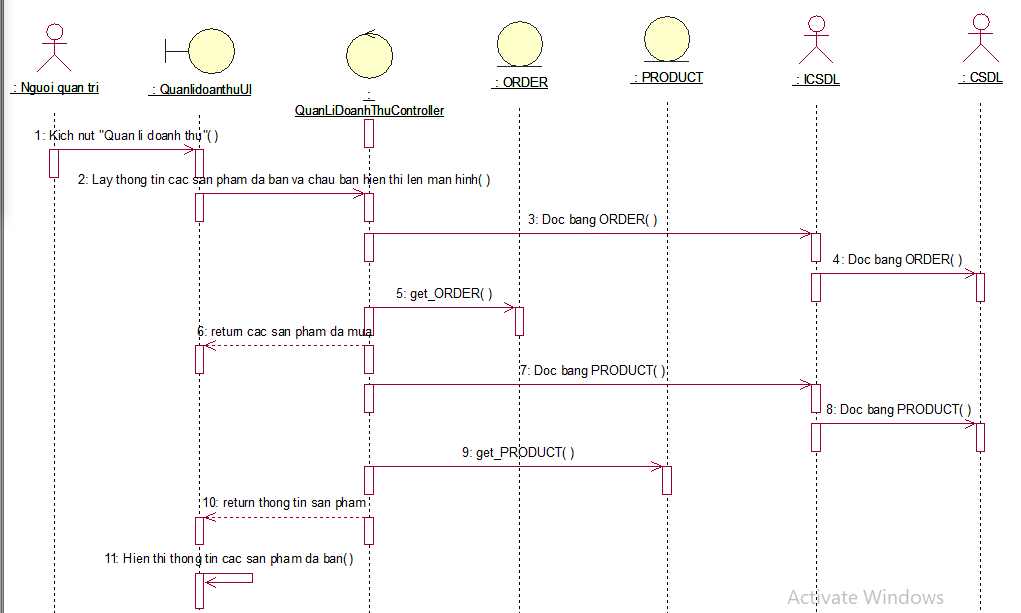 : Nguoi quan tri
: QuanlidoanthuUI
:
QuanLiDoanhThuController
: ORDER
: PRODUCT
: ICSDL
: CSDL
1: Kich nut "Quan li doanh thu"( )
2: Lay thong tin cac san pham da ban va chau ban hien thi len man hinh( )
3: Doc bang ORDER( )
4: Doc bang ORDER( )
5: get_ORDER( )
6: return cac san pham da mua
7: Doc bang PRODUCT( )
8: Doc bang PRODUCT( )
9: get_PRODUCT( )
10: return thong tin san pham
11: Hien thi thong tin cac san pham da ban()
Activate Windows